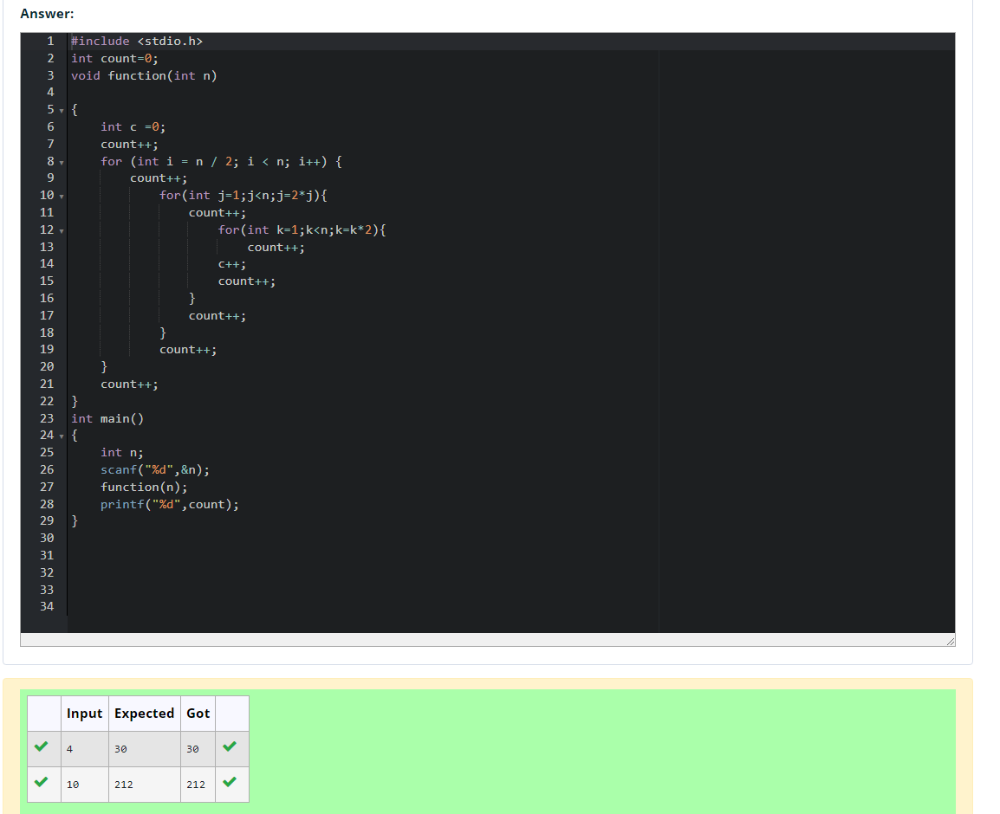 Answer:
1 #include <stdio.h>
2 int count=0;
3 void function(int n)
4
5 {
6     int c =0;
7     count++;
8     for (int i = n / 2; i < n; i++) {
9         count++;
10             for(int j=1;j<n;j=2*j){
11                 count++;
12                     for(int k=1;k<n;k=k*2){
13                         count++;
14                     c++;
15                     count++;
16                 }
17                 count++;
18             }
19             count++;
20     }
21     count++;
22 }
23 int main()
24 {
25     int n;
26     scanf("%d",&n);
27     function(n);
28     printf("%d",count);
29 }
30
31
32
33
34
Input Expected Got
4 30 30
10 212 212